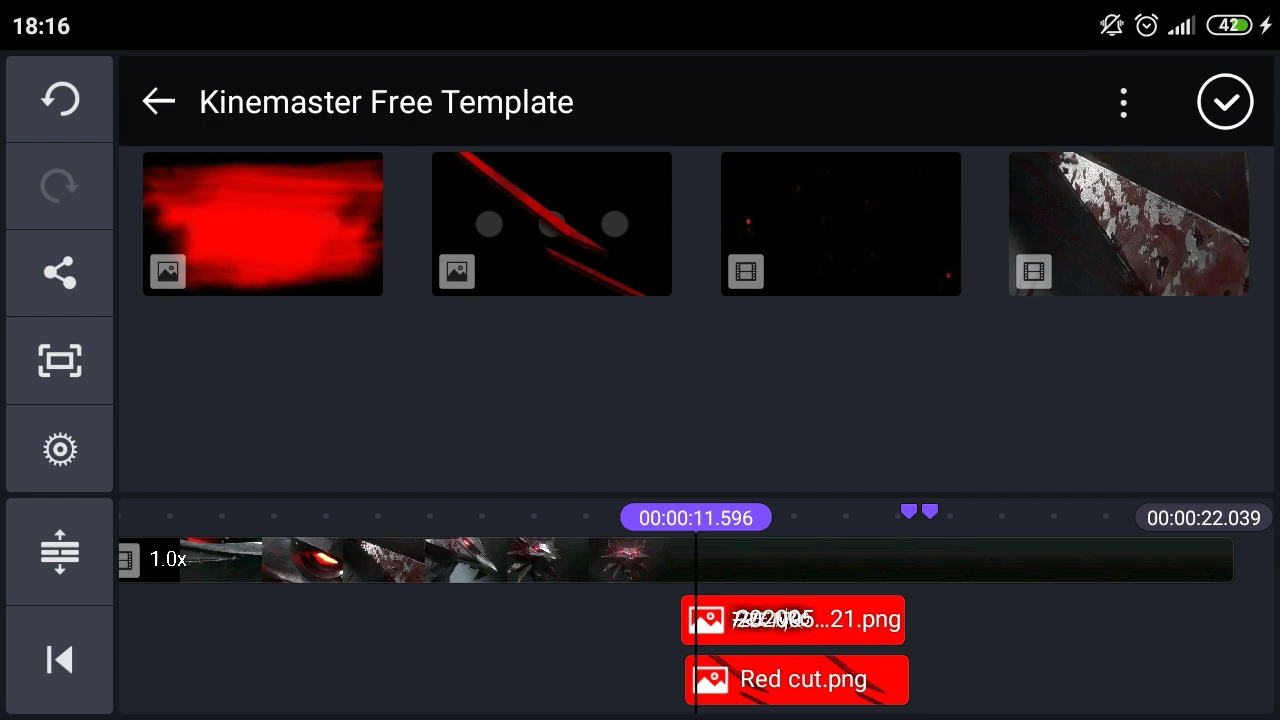 18:16
42
Kinemaster Free Template
00:00:11.596
00:00:22.039
1.0x
...21.png
Red cut.png